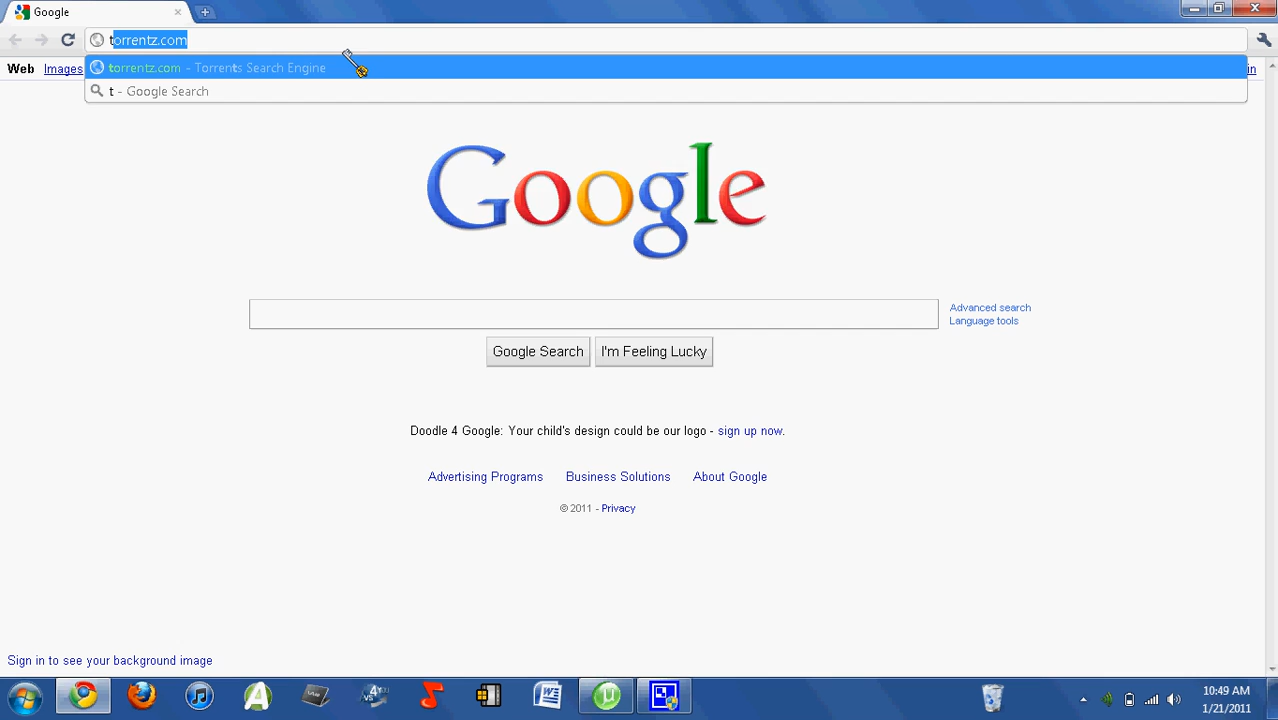 Google
torrentz.com
Web Images in
torrentz.com - Torrents Search Engine
t - Google Search
Google
Advanced search
Language tools
Google Search I'm Feeling Lucky
Doodle 4 Google: Your child's design could be our logo - sign up now.
Advertising Programs Business Solutions About Google
© 2011 - Privacy
Sign in to see your background image
10:49 AM
1/21/2011